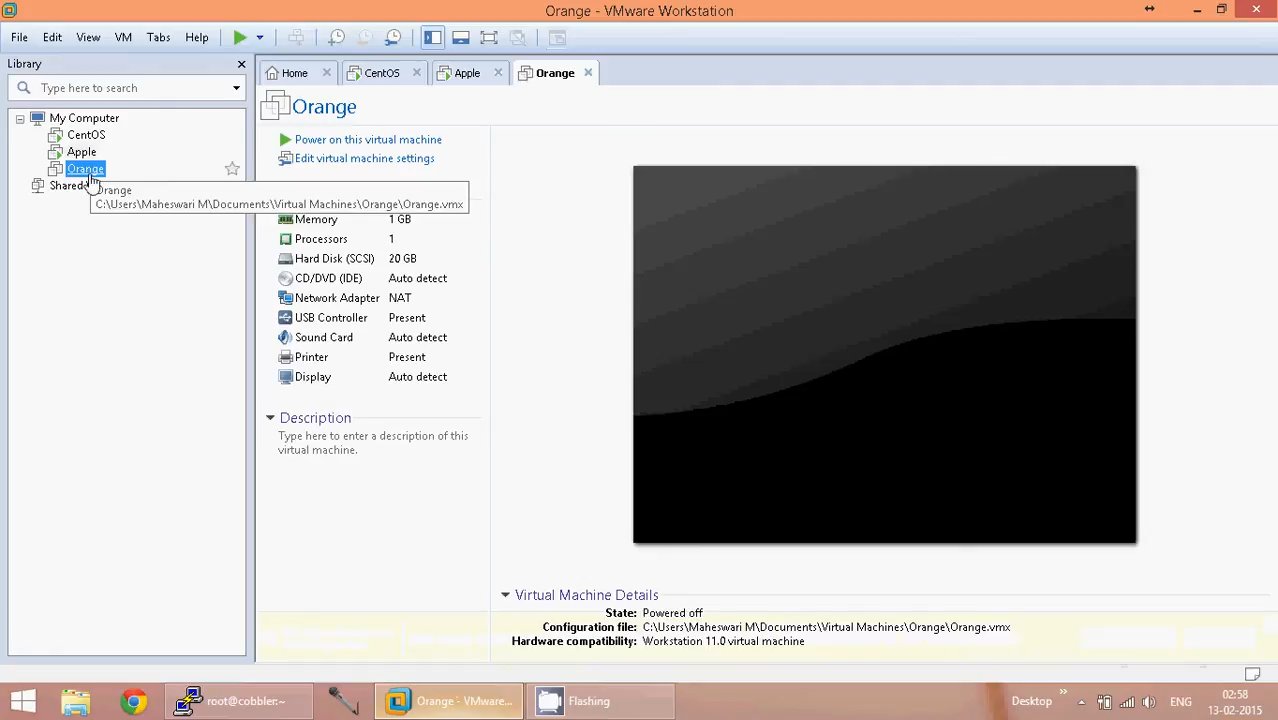 Orange - VMware Workstation
File Edit View VM Tabs Help
Library
Home CentOS Apple Orange
Type here to search
Orange
My Computer
CentOS
Apple
Orange
Shared
Power on this virtual machine
Edit virtual machine settings
Orange
C:\Users\Maheswari M\Documents\Virtual Machines\Orange\Orange.vmx
Memory 1 GB
Processors 1
Hard Disk (SCSI) 20 GB
CD/DVD (IDE) Auto detect
Network Adapter NAT
USB Controller Present
Sound Card Present
Printer Present
Display Auto detect
Description
Type here to enter a description of this
virtual machine.
Virtual Machine Details
State: Powered off
Configuration file: C:\Users\Maheswari M\Documents\Virtual Machines\Orange\Orange.vmx
Hardware compatibility: Workstation 11.0 virtual machine
root@cobbler:~ Orange - VMware... Flashing Desktop ENG 02:58
13-02-2015